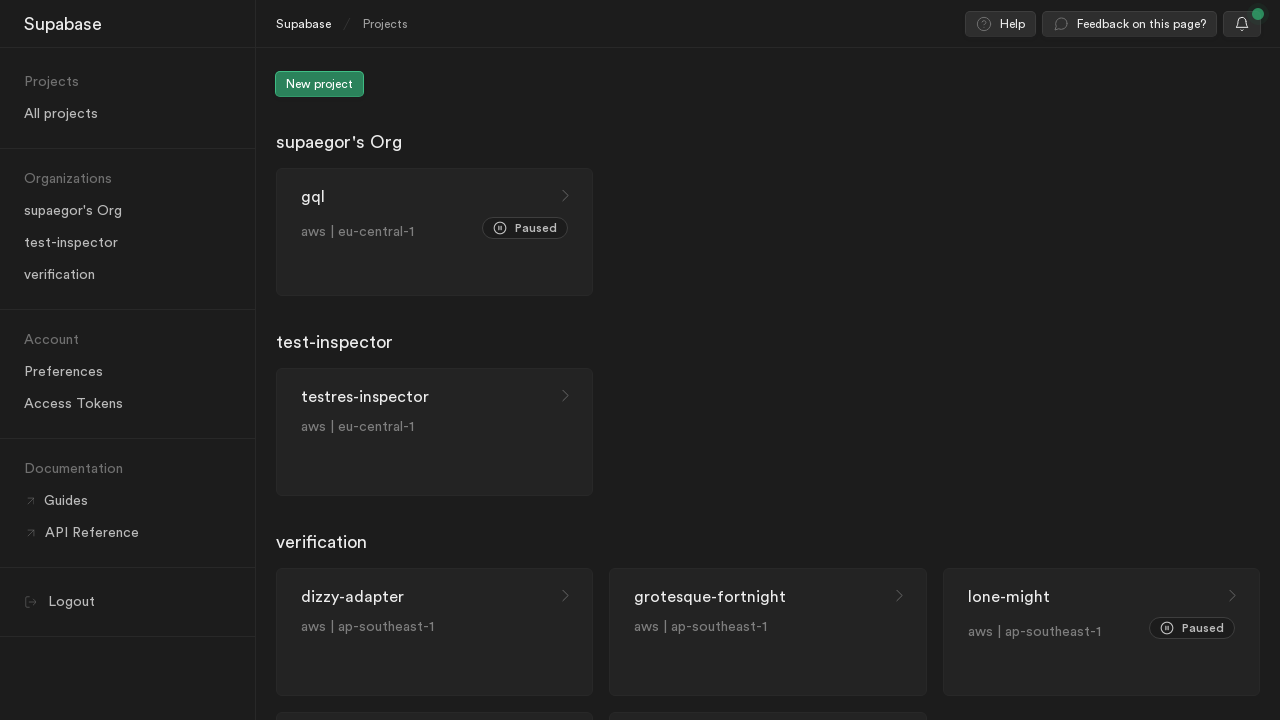 Supabase
Supabase / Projects
Help
Feedback on this page?
Projects
All projects
Organizations
supaegor's Org
test-inspector
verification
Account
Preferences
Access Tokens
Documentation
Guides
API Reference
Logout
New project
supaegor's Org
gql
aws | eu-central-1
Paused
test-inspector
testres-inspector
aws | eu-central-1
verification
dizzy-adapter
aws | ap-southeast-1
grotesque-fortnight
aws | ap-southeast-1
lone-might
aws | ap-southeast-1
Paused